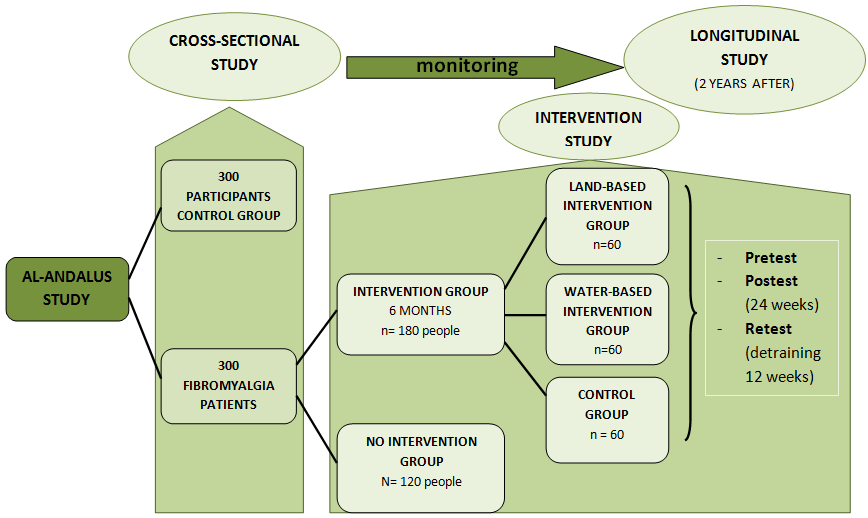 CROSS-SECTIONAL
STUDY
monitoring
LONGITUDINAL
STUDY
(2 YEARS AFTER)
INTERVENTION
STUDY
AL-ANDALUS
STUDY
300
PARTICIPANTS
CONTROL GROUP
300
FIBROMYALGIA
PATIENTS
INTERVENTION GROUP
6 MONTHS
n= 180 people
NO INTERVENTION
GROUP
N= 120 people
LAND-BASED
INTERVENTION
GROUP
n=60
WATER-BASED
INTERVENTION
GROUP
n=60
CONTROL
GROUP
n = 60
- Pretest
- Postest
(24 weeks)
- Retest
(detraining
12 weeks)